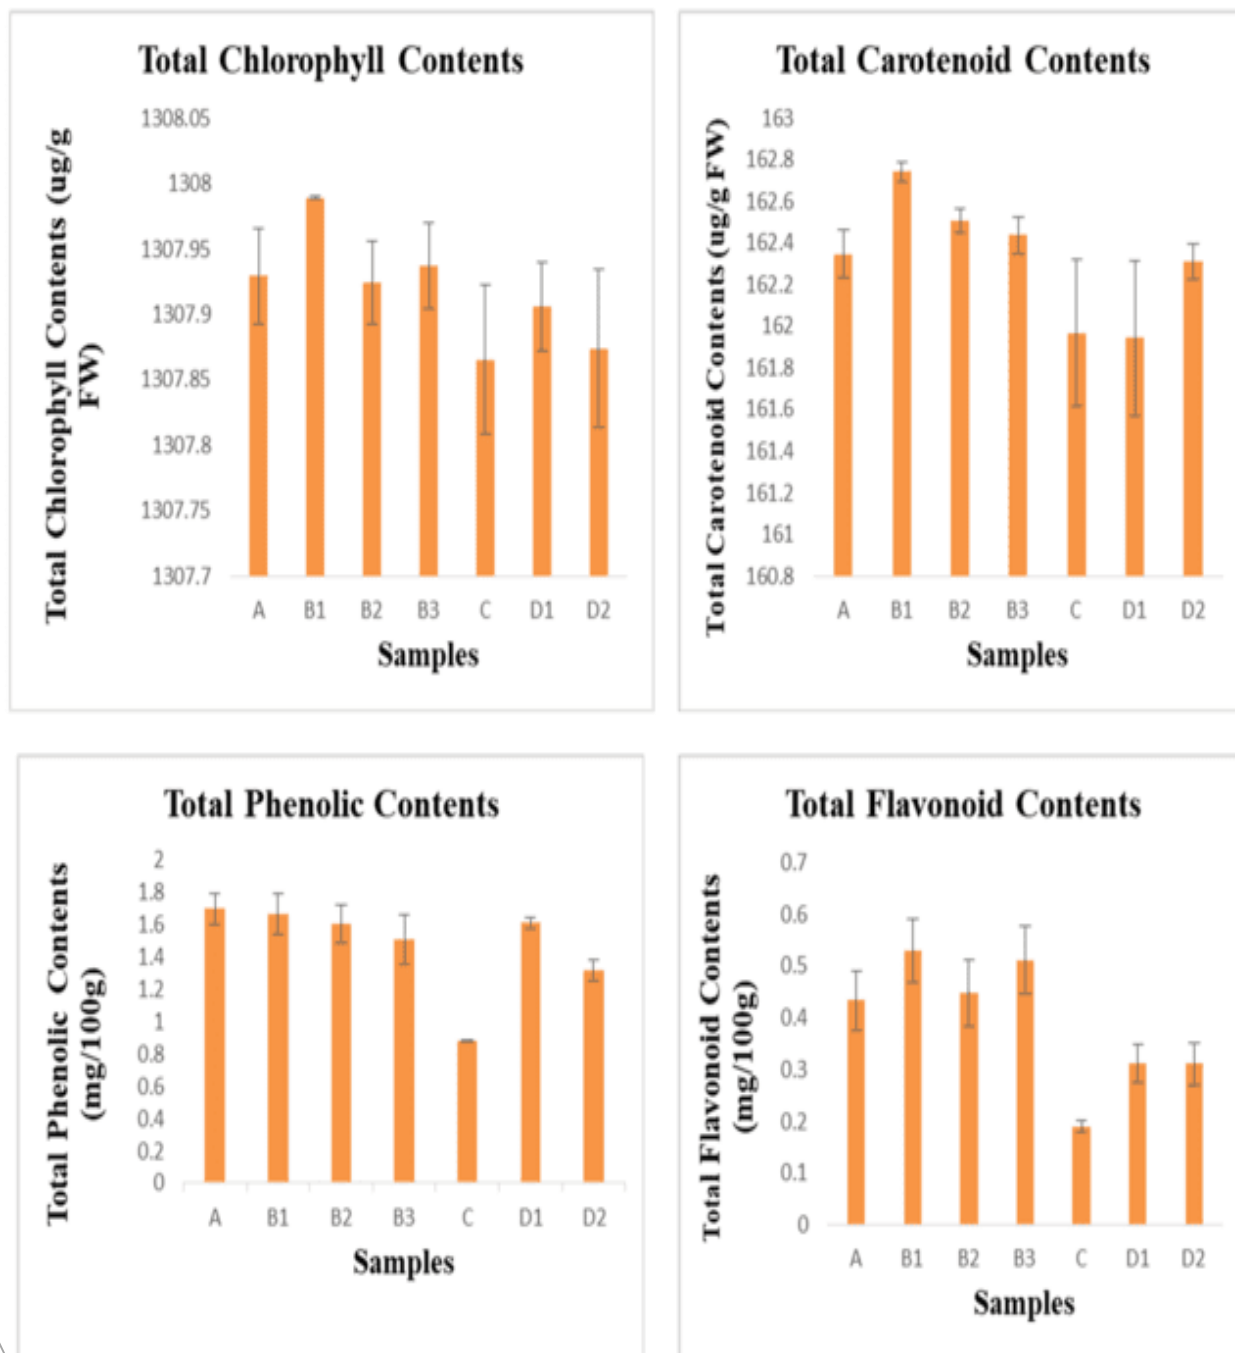 Total Chlorophyll Contents
Total Chlorophyll Contents (ug/g
FW)
1308.05
1308
1307.95
1307.9
1307.85
1307.8
1307.75
1307.7
A B1 B2 B3 C D1 D2
Samples
Total Carotenoid Contents
Total Carotenoid Contents (ug/g FW)
163
162.8
162.6
162.4
162.2
162
161.8
161.6
161.4
161.2
161
160.8
A B1 B2 B3 C D1 D2
Samples
Total Phenolic Contents
Total Phenolic Contents
(mg/100g)
2
1.8
1.6
1.4
1.2
1
0.8
0.6
0.4
0.2
0
A B1 B2 B3 C D1 D2
Samples
Total Flavonoid Contents
Total Flavonoid Contents
(mg/100g)
0.7
0.6
0.5
0.4
0.3
0.2
0.1
0
A B1 B2 B3 C D1 D2
Samples